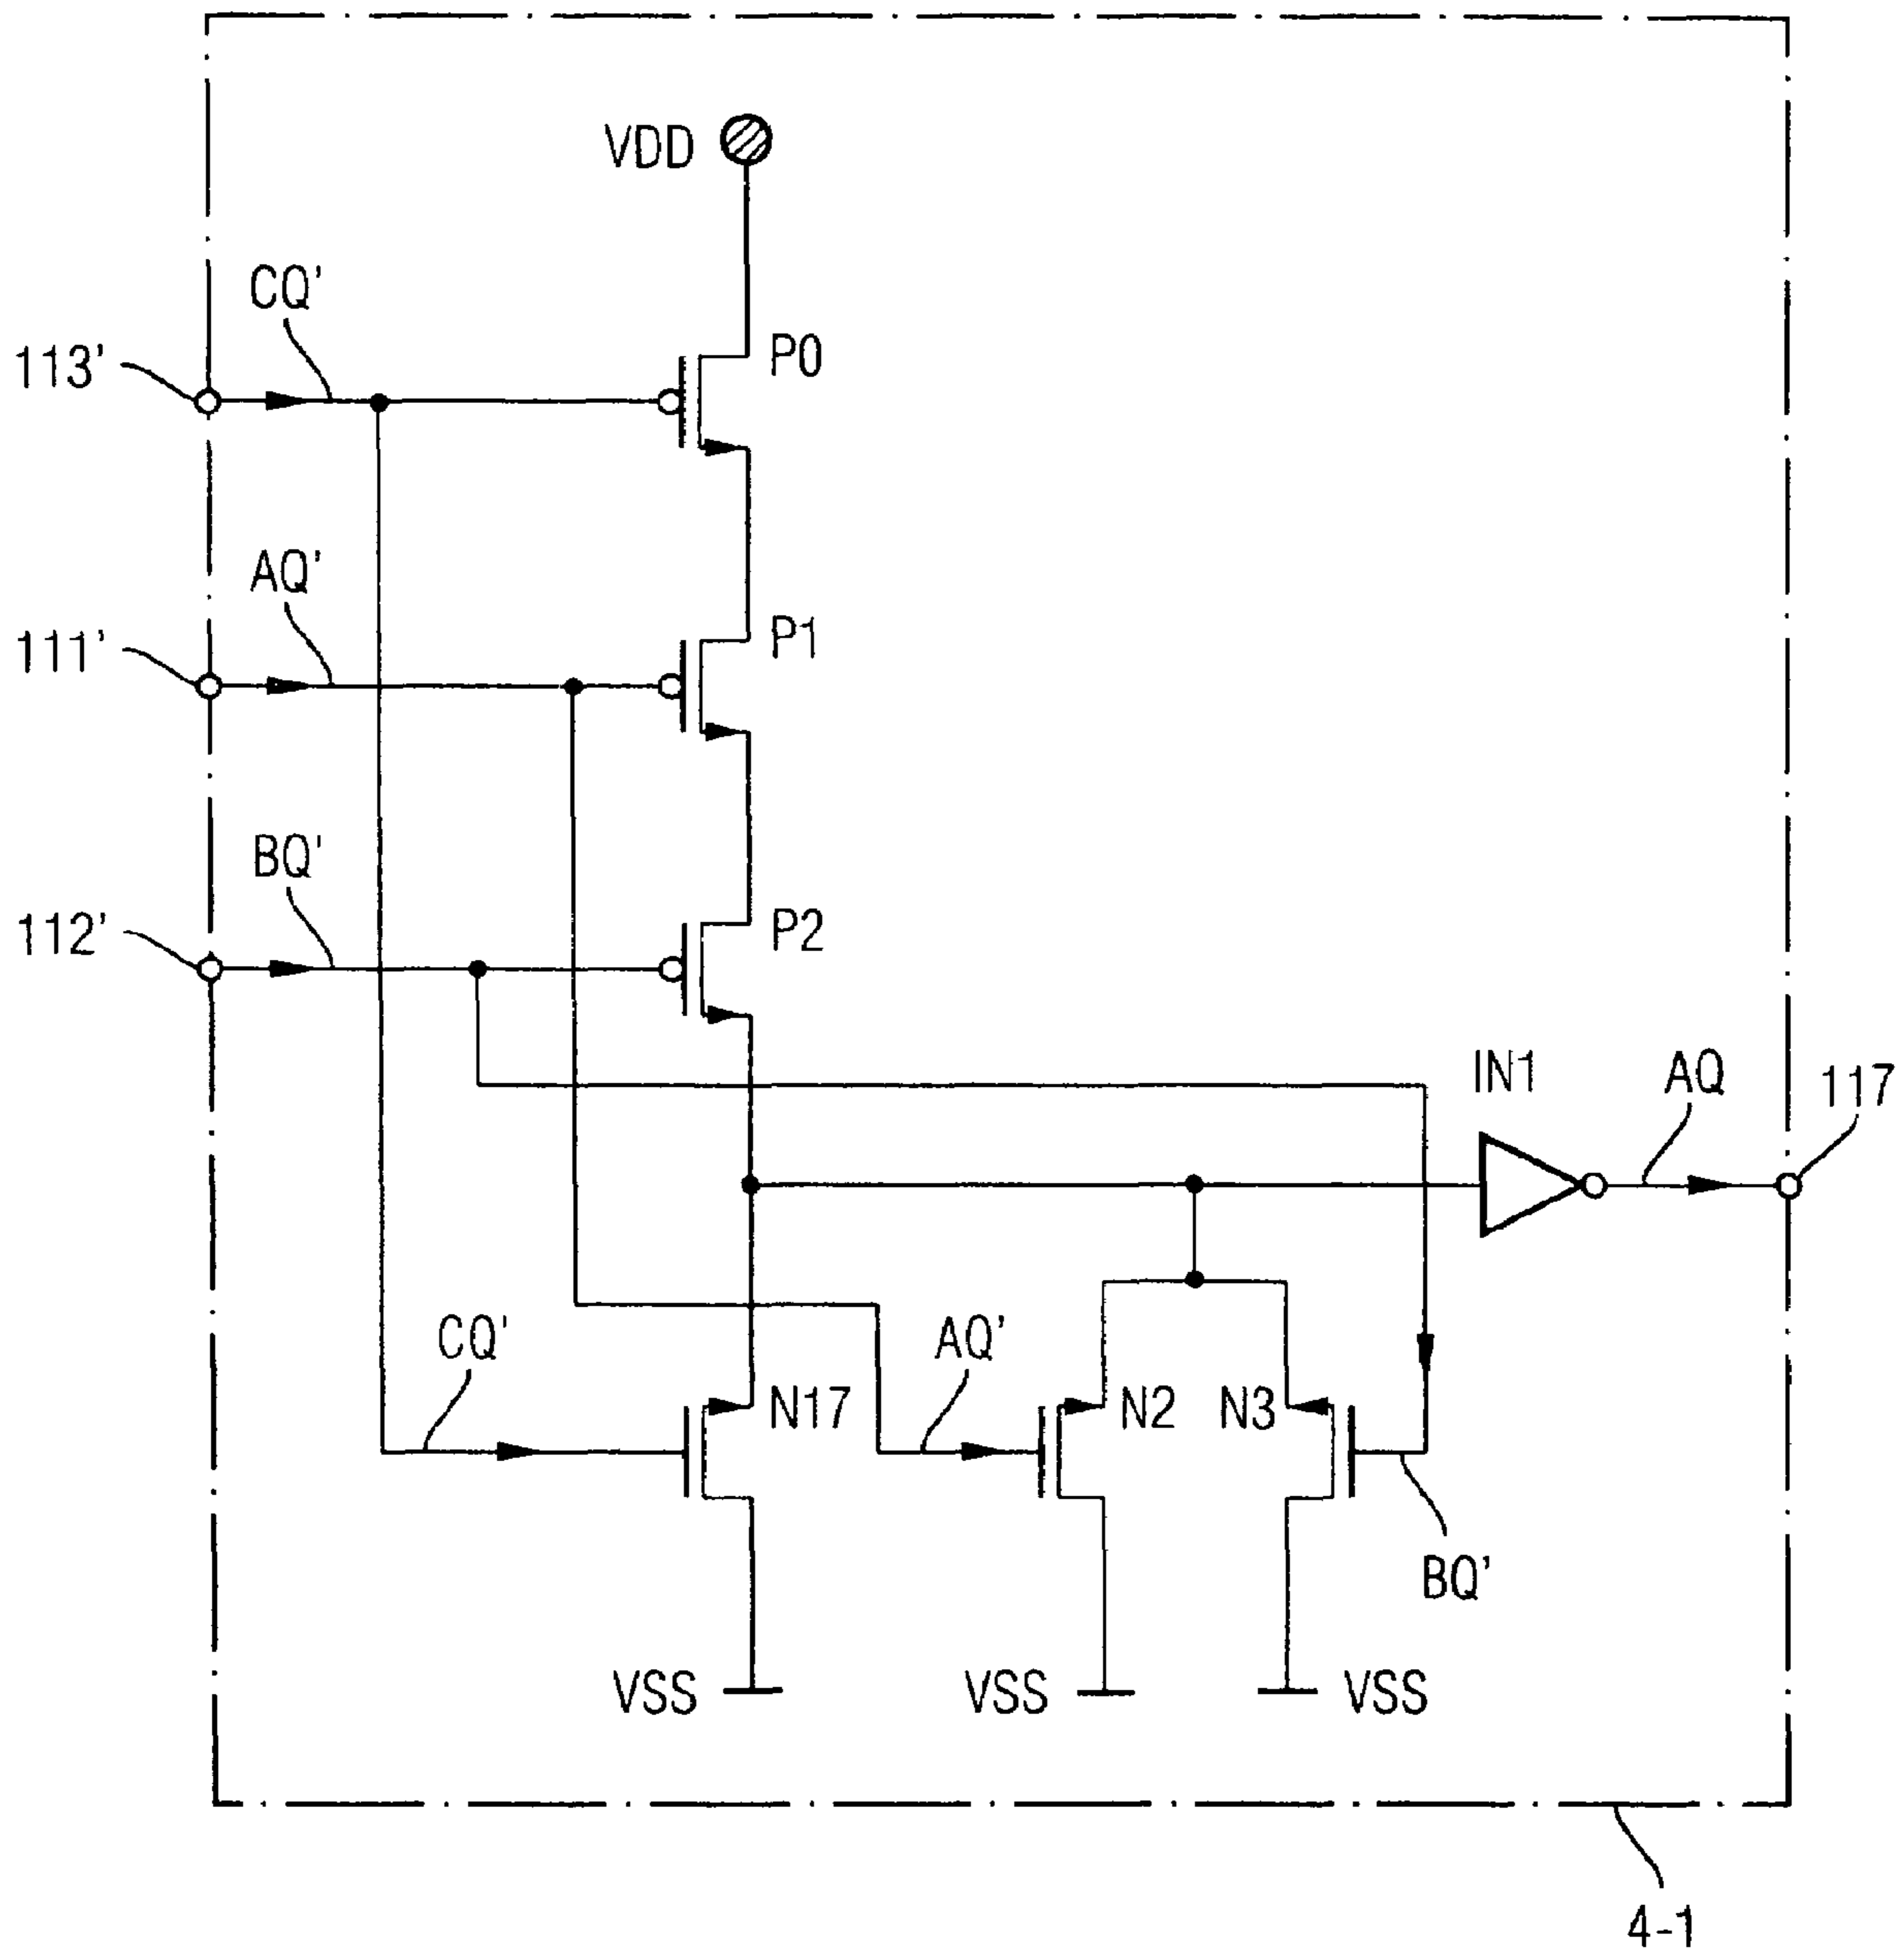 VDD
CQ'
113'
P0
AQ'
111'
P1
BQ'
112'
P2
IN1
AQ
117
CQ'
N17
AQ'
N2
N3
BQ'
VSS
VSS
VSS
4-1